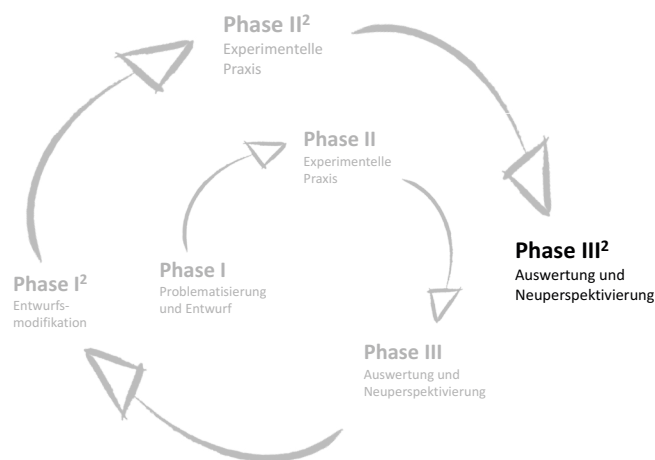 Phase II²
Experimentelle
Praxis
Phase II
Experimentelle
Praxis
Phase III²
Auswertung und
Neuperspektivierung
Phase I²
Entwurfs-
modifikation
Phase I
Problematisierung
und Entwurf
Phase III
Auswertung und
Neuperspektivierung